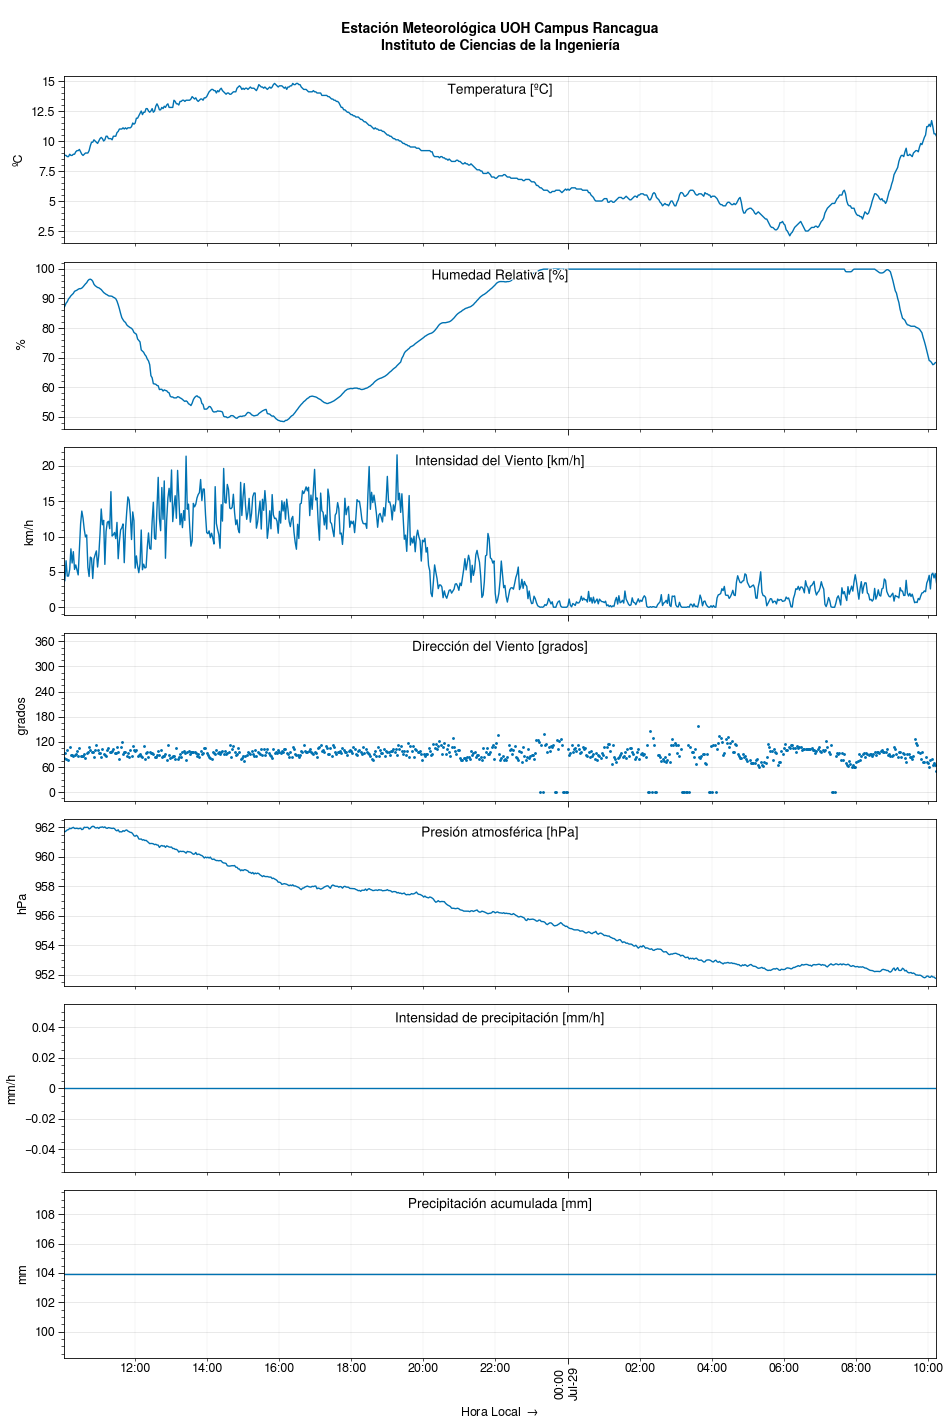 Estación Meteorológica UOH Campus Rancagua
Instituto de Ciencias de la Ingeniería
Temperatura [ºC]
ºC
15
12.5
10
7.5
5
2.5
Humedad Relativa [%]
%
100
90
80
70
60
50
Intensidad del Viento [km/h]
km/h
20
15
10
5
0
Dirección del Viento [grados]
grados
360
300
240
180
120
60
0
Presión atmosférica [hPa]
hPa
962
960
958
956
954
952
Intensidad de precipitación [mm/h]
mm/h
0.04
0.02
0
−0.02
−0.04
Precipitación acumulada [mm]
mm
108
106
104
102
100
12:00 14:00 16:00 18:00 20:00 22:00 00:00 02:00 04:00 06:00 08:00 10:00
Jul-29
Hora Local →